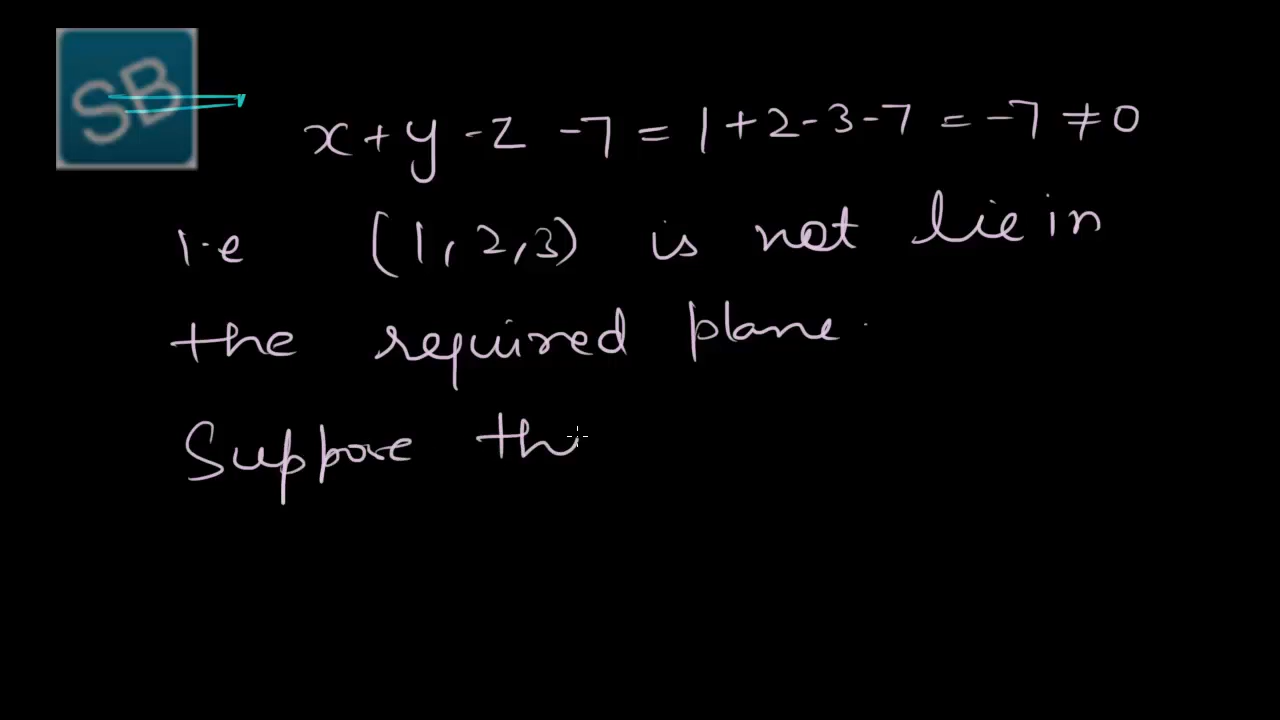 SB
x+y-z-7=1+2-3-7=-7≠0
i.e (1,2,3) is not lie in
the required plane.
Suppose th